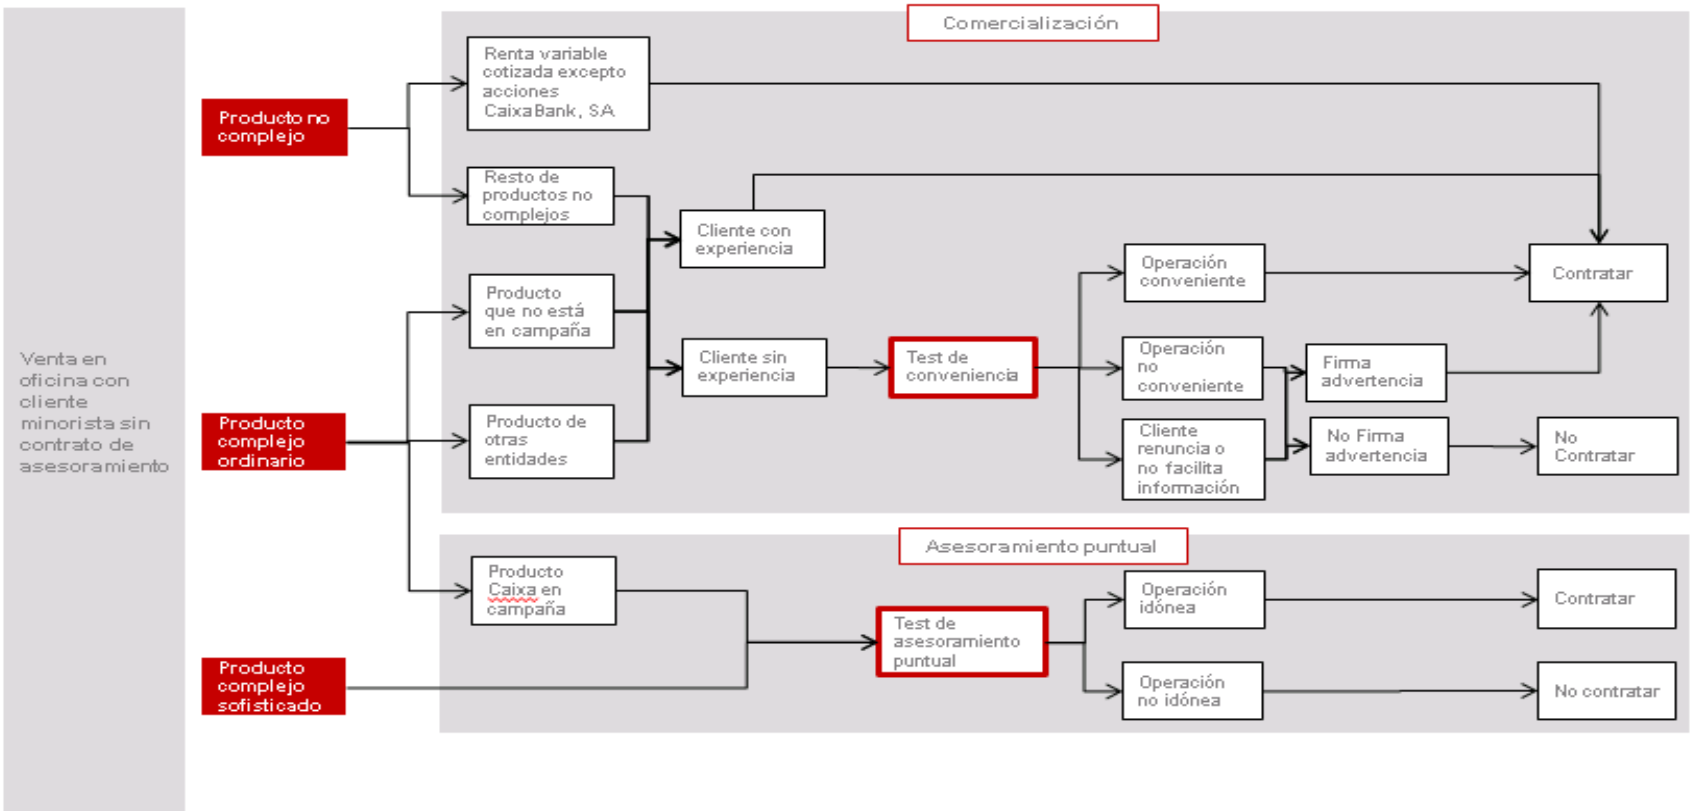 Comercialización
Renta variable
cotizada excepto
acciones
CaixaBank, SA
Producto no
complejo
Resto de
productos no
complejos
Cliente con
experiencia
Operación
conveniente
Contratar
Producto
que no está
en campaña
Venta en
oficina con
cliente
minorista sin
contrato de
asesoramiento
Cliente sin
experiencia
Test de
conveniencia
Operación
no
conveniente
Firma
advertencia
Producto
complejo
ordinario
Producto de
otras
entidades
Cliente
renuncia o
no facilita
información
No Firma
advertencia
No
Contratar
Asesoramiento puntual
Producto
Caixa en
campaña
Operación
idónea
Contratar
Test de
asesoramiento
puntual
Producto
complejo
sofisticado
Operación
no idónea
No contratar